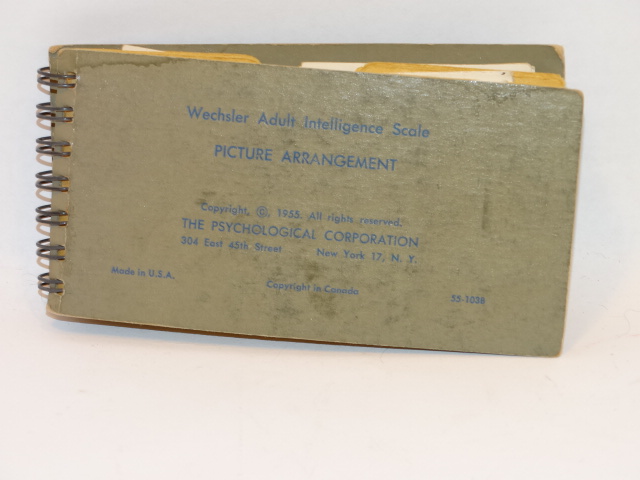 Wechsler Adult Intelligence Scale
PICTURE ARRANGEMENT
Copyright, ©, 1955. All rights reserved.
THE PSYCHOLOGICAL CORPORATION
304 East 45th Street New York 17, N. Y.
Made in U.S.A. Copyright in Canada 55-103B